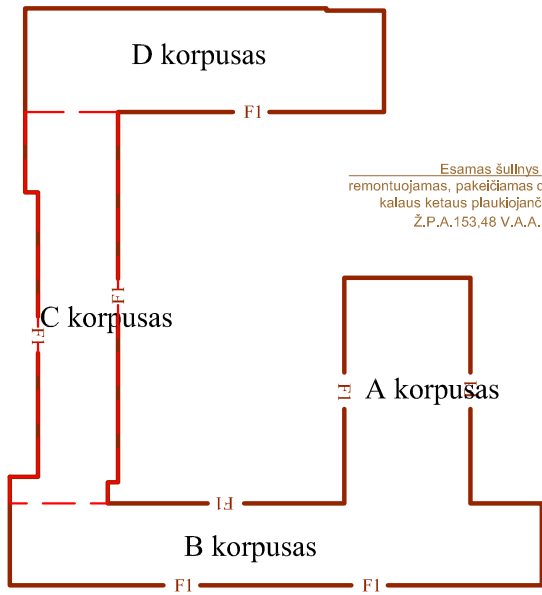 D korpusas
F1
Esamas šulinys
remontuojamas, pakeičiamas
kalaus ketaus
Ž.P.A.153,48 V.A.A.
F1
C korpusas
F1
F1
A korpusas
F1
F1
B korpusas
F1
F1